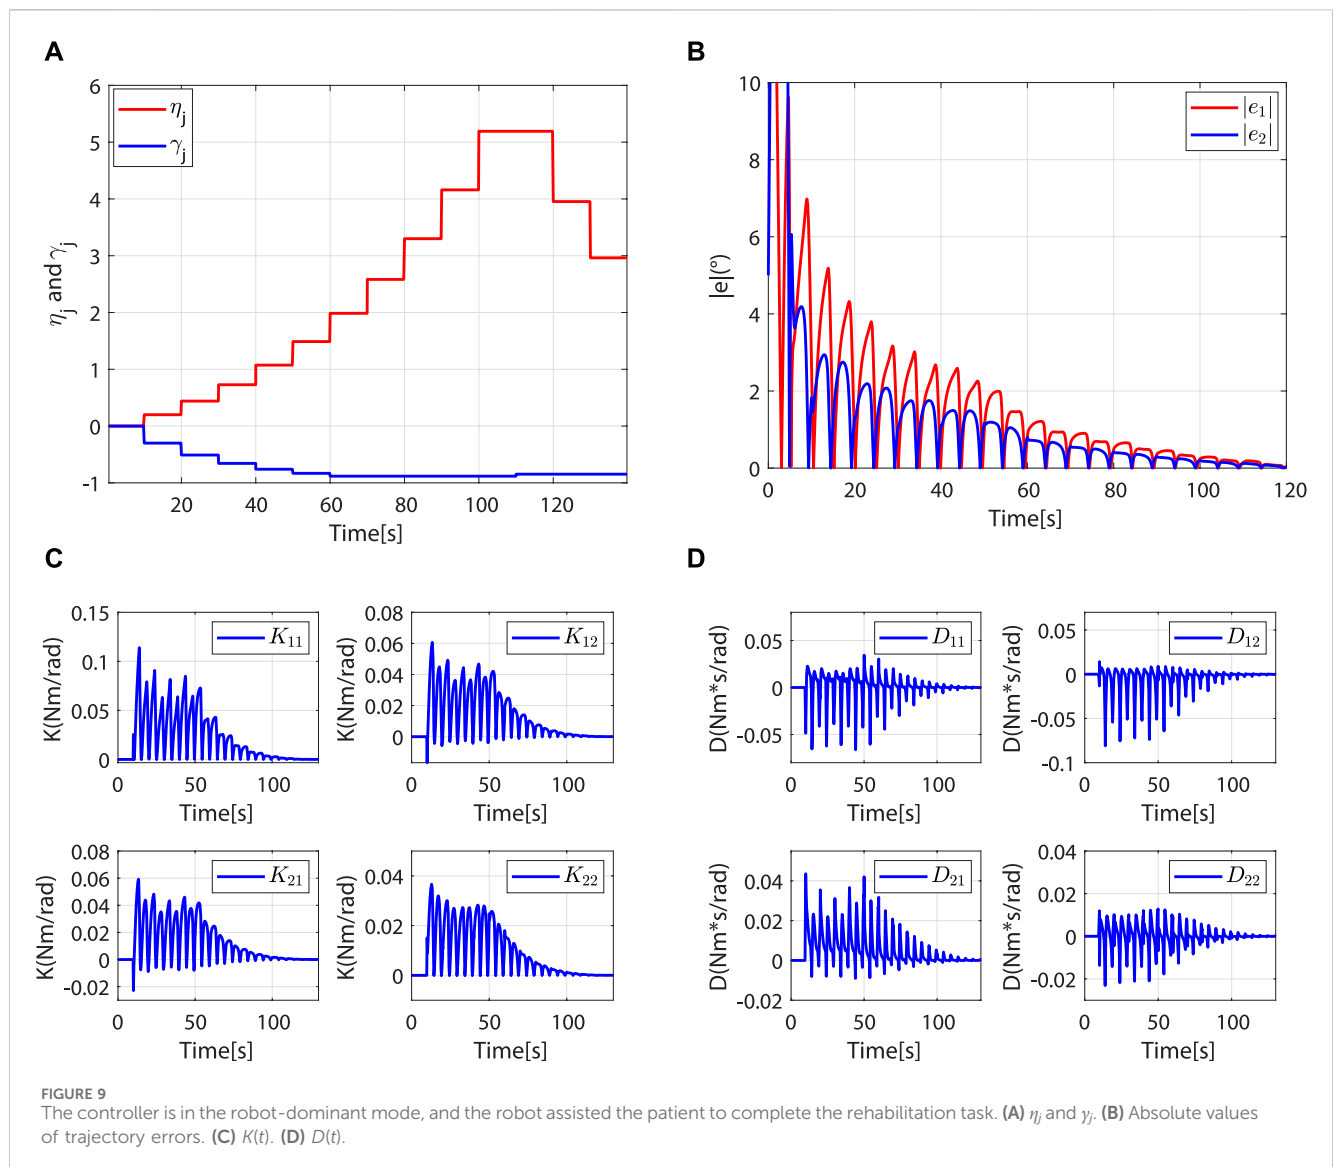 A
6
5
4
3
2
1
0
-1
η_j
γ_j
η_j and γ_j
20 40 60 80 100 120
Time[s]
B
10
8
6
4
2
0
|e_1|
|e_2|
|e|(°)
0 20 40 60 80 100 120
Time[s]
C
0.15
0.1
0.05
0
K_11
K(Nm/rad)
0 50 100
Time[s]
0.08
0.06
0.04
0.02
0
K_12
K(Nm/rad)
0 50 100
Time[s]
0.08
0.06
0.04
0.02
0
-0.02
K_21
K(Nm/rad)
0 50 100
Time[s]
0.04
0.02
0
K_22
K(Nm/rad)
0 50 100
Time[s]
D
0.05
0
-0.05
D_11
D(Nm*s/rad)
0 50 100
Time[s]
0.05
0
-0.05
-0.1
D_12
D(Nm*s/rad)
0 50 100
Time[s]
0.04
0.02
0
-0.02
D_21
D(Nm*s/rad)
0 50 100
Time[s]
0.04
0.02
0
-0.02
-0.04
D_22
D(Nm*s/rad)
0 50 100
Time[s]
FIGURE 9
The controller is in the robot-dominant mode, and the robot assisted the patient to complete the rehabilitation task. (A) η_j and γ_j. (B) Absolute values
of trajectory errors. (C) K(t). (D) D(t).